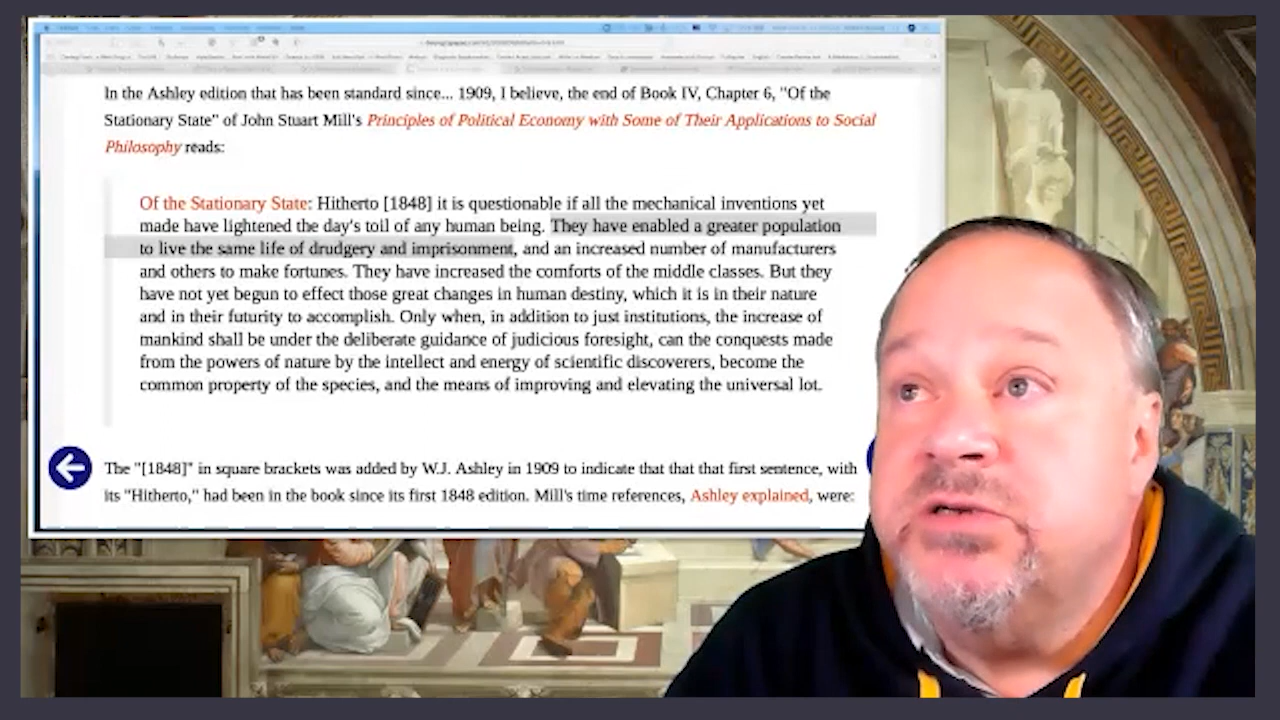 In the Ashley edition that has been standard since... 1909, I believe, the end of Book IV, Chapter 6, "Of the
Stationary State" of John Stuart Mill's Principles of Political Economy with Some of Their Applications to Social
Philosophy reads:
Of the Stationary State: Hitherto [1848] it is questionable if all the mechanical inventions yet
made have lightened the day's toil of any human being. They have enabled a greater population
to live the same life of drudgery and imprisonment, and an increased number of manufacturers
and others to make fortunes. They have increased the comforts of the middle classes. But they
have not yet begun to effect those great changes in human destiny, which it is in their nature
and in their futurity to accomplish. Only when, in addition to just institutions, the increase of
mankind shall be under the deliberate guidance of judicious foresight, can the conquests made
from the powers of nature by the intellect and energy of scientific discoverers, become the
common property of the species, and the means of improving and elevating the universal lot.
The "[1848]" in square brackets was added by W.J. Ashley in 1909 to indicate that that that first sentence, with
its "Hitherto," had been in the book since its first 1848 edition. Mill's time references, Ashley explained, were: